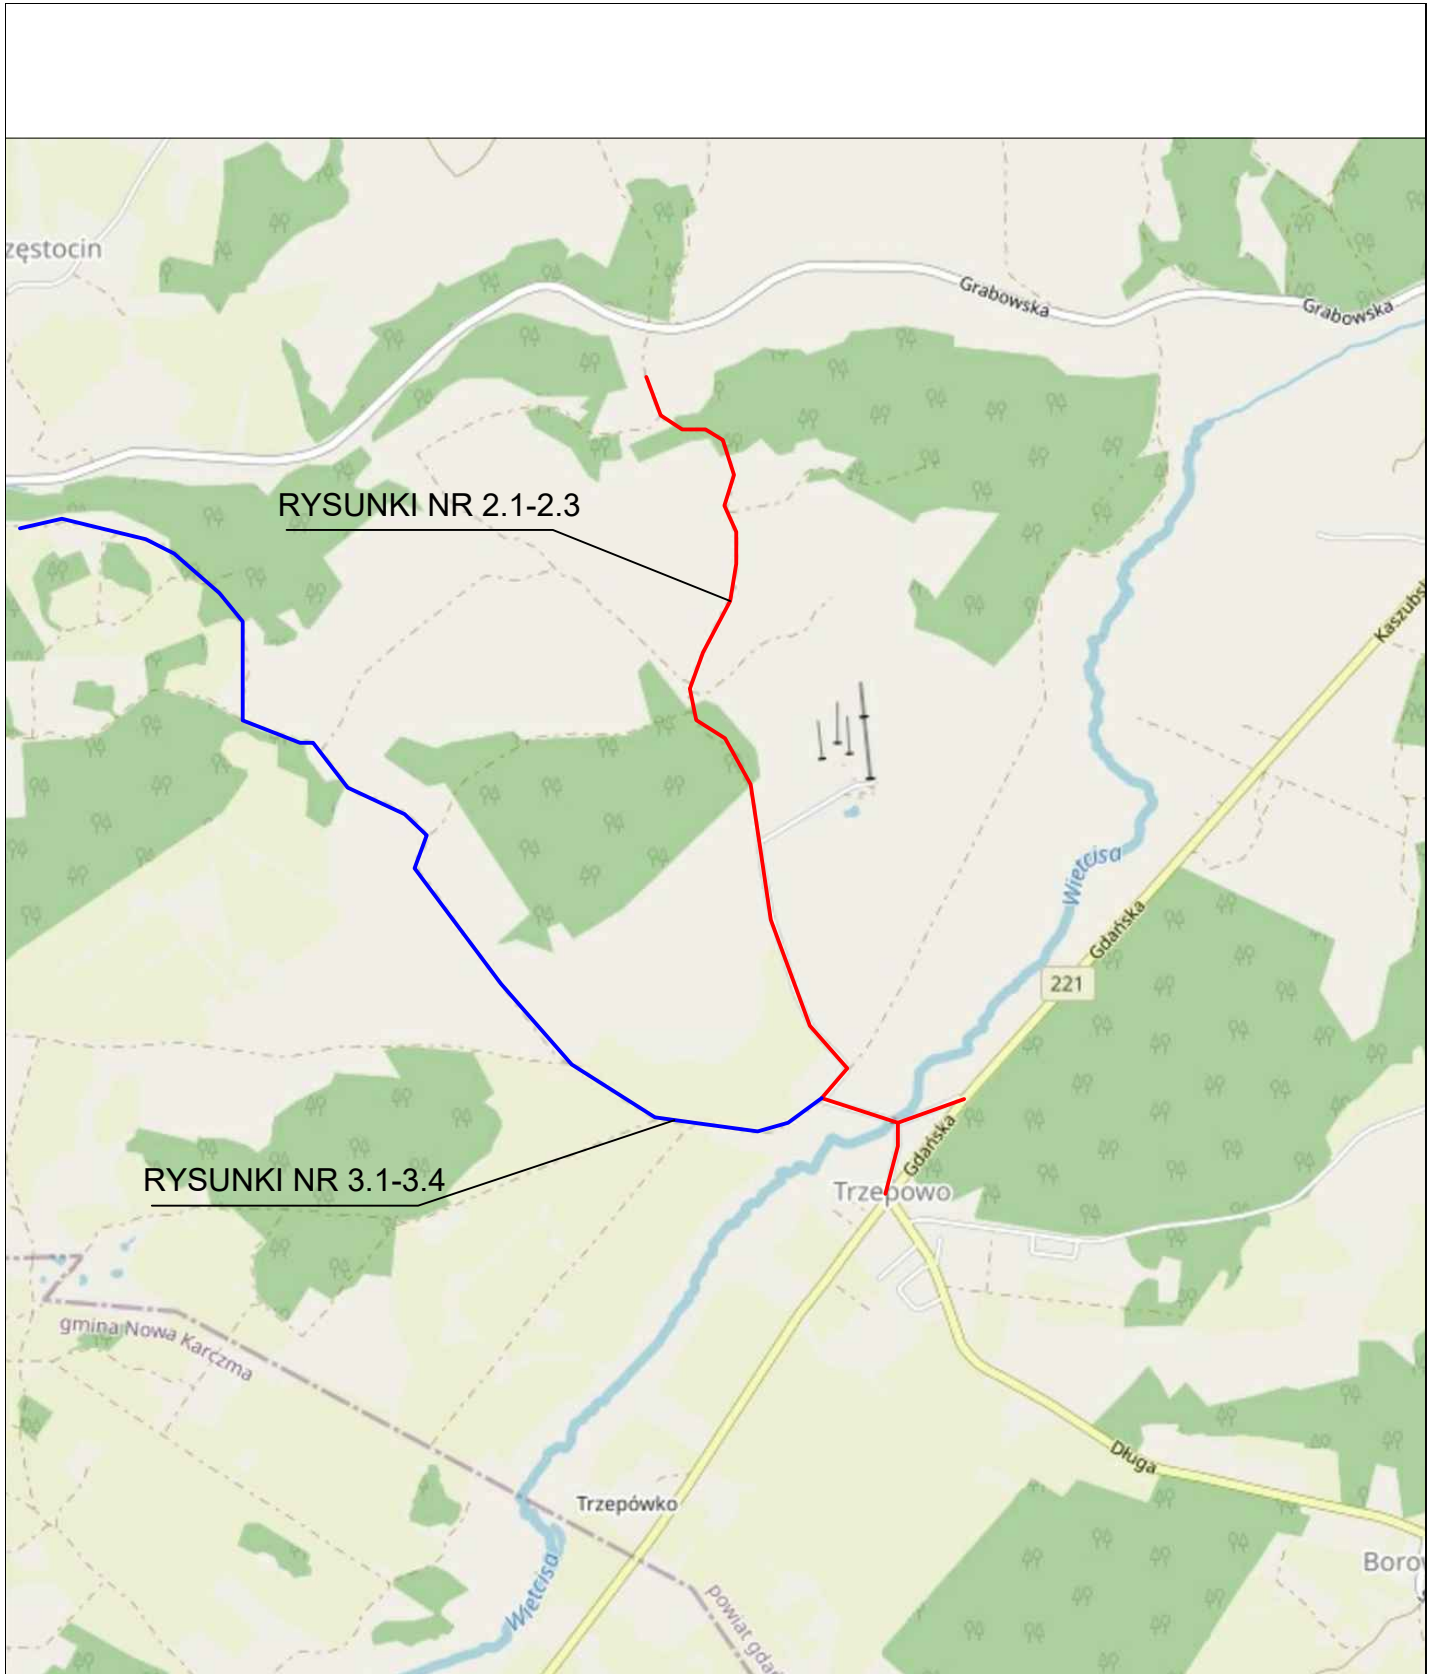 zęstocin
Grabowska
Grabowska
RYSUNKI NR 2.1-2.3
Kaszubsk
Wietcisa
Gdańska
221
Gdańska
RYSUNKI NR 3.1-3.4
Trzepowo
gmina Nowa Karczma
Długa
Trzepówko
Borow
Wietcisa
powiat gdań